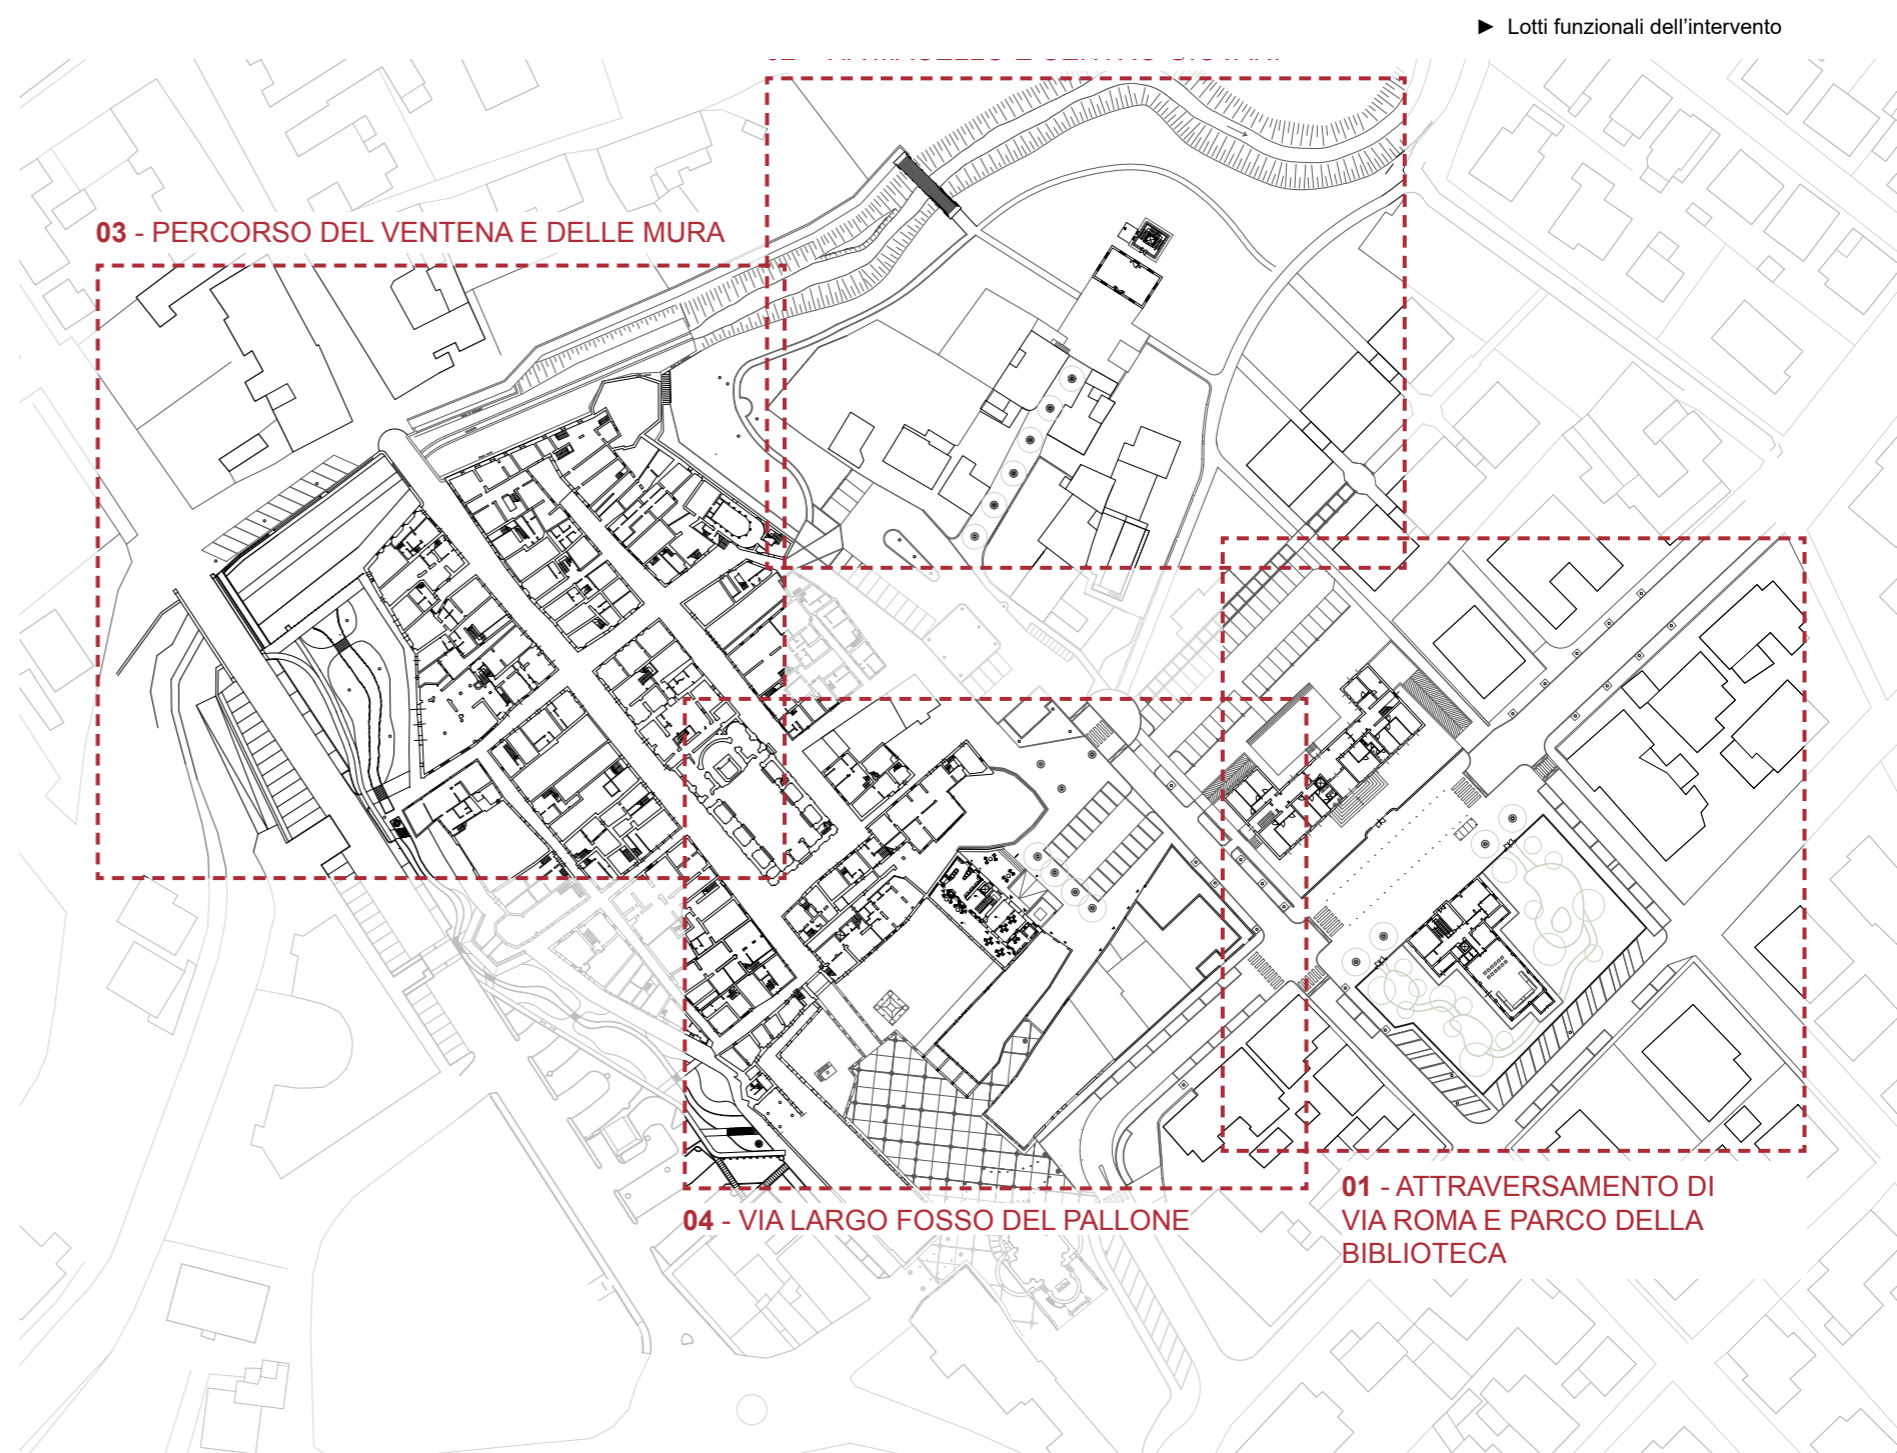 ► Lotti funzionali dell'intervento
03 - PERCORSO DEL VENTENA E DELLE MURA
04 - VIA LARGO FOSSO DEL PALLONE
01 - ATTRAVERSAMENTO DI
VIA ROMA E PARCO DELLA
BIBLIOTECA